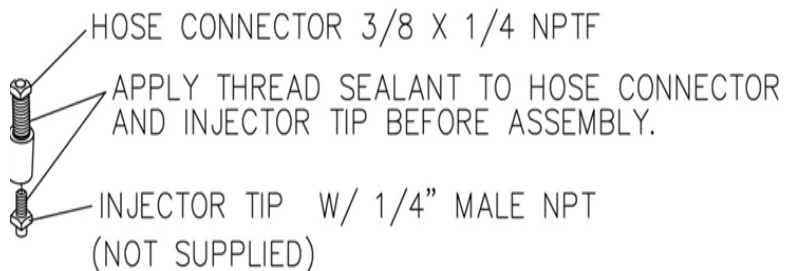 HOSE CONNECTOR 3/8 X 1/4 NPTF
APPLY THREAD SEALANT TO HOSE CONNECTOR
AND INJECTOR TIP BEFORE ASSEMBLY.
INJECTOR TIP W/ 1/4” MALE NPT
(NOT SUPPLIED)